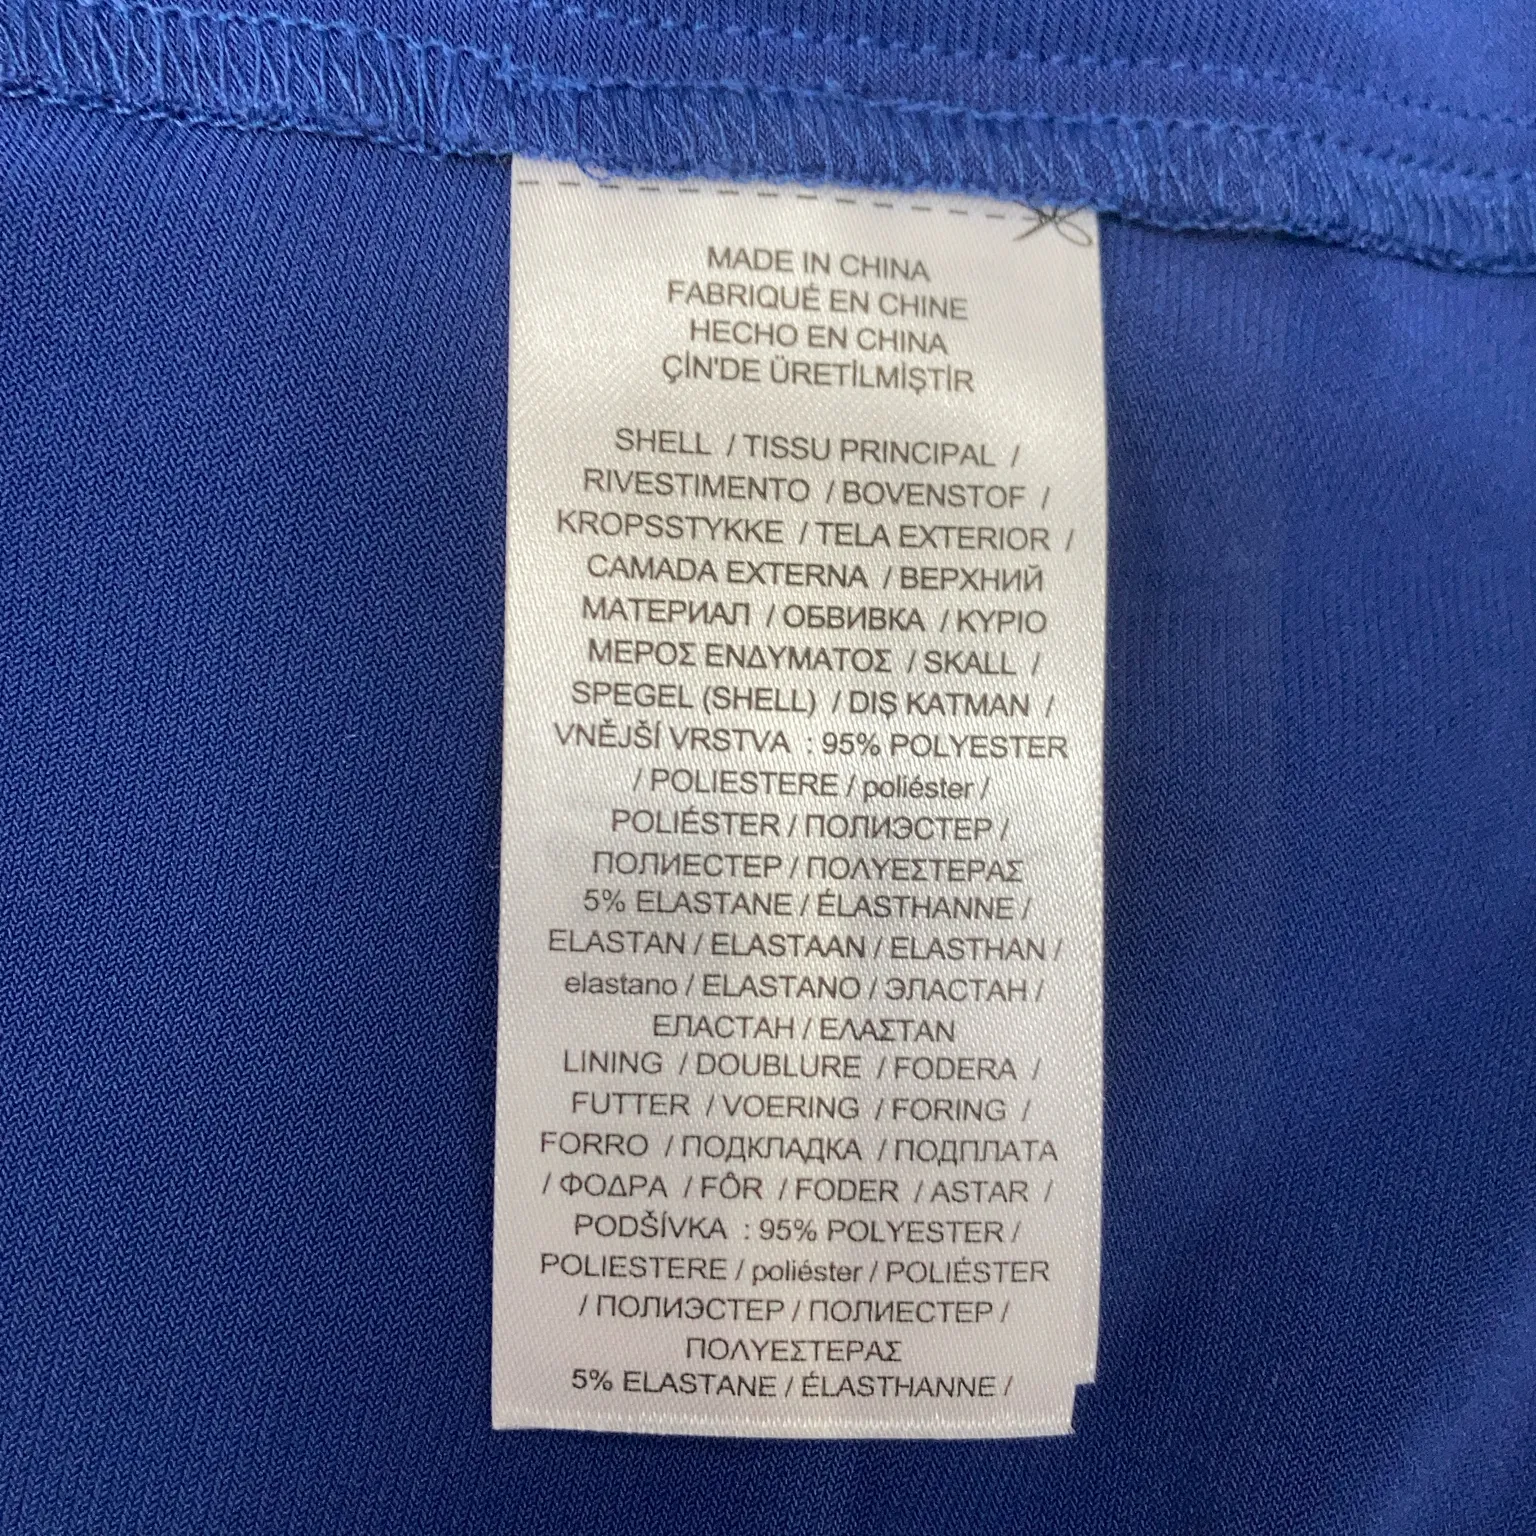 MADE IN CHINA
FABRIQUÉ EN CHINE
HECHO EN CHINA
ÇİN'DE ÜRETİLMİŞTİR
SHELL / TISSU PRINCIPAL /
RIVESTIMENTO / BOVENSTOF /
KROPSSTYKKE / TELA EXTERIOR /
CAMADA EXTERNA / ВЕРХНИЙ
МАТЕРИАЛ / ОБВИВКА / ΚΥΡΙΟ
ΜΕΡΟΣ ΕΝΔΥΜΑΤΟΣ / SKALL /
SPEGEL (SHELL) / DIŞ KATMAN /
VNĚJŠÍ VRSTVA : 95% POLYESTER
/ POLIESTERE / poliéster /
POLIÉSTER / ПОЛИЭСТЕР /
ПОЛИЕСТЕР / ΠΟΛΥΕΣΤΕΡΑΣ
5% ELASTANE / ÉLASTHANNE /
ELASTAN / ELASTAAN / ELASTHAN /
elastano / ELASTANO / ЭЛАСТАН /
ЕЛАСТАН / ΕΛΑΣΤΑΝ
LINING / DOUBLURE / FODERA /
FUTTER / VOERING / FORING /
FORRO / ПОДКЛАДКА / ПОДПЛАТА
/ ΦΟΔΡΑ / FÔR / FODER / ASTAR /
PODŠÍVKA : 95% POLYESTER /
POLIESTERE / poliéster / POLIÉSTER
/ ПОЛИЭСТЕР / ПОЛИЕСТЕР /
ΠΟΛΥΕΣΤΕΡΑΣ
5% ELASTANE / ÉLASTHANNE /